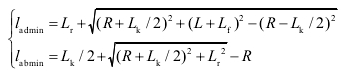 l_admin = L_r + √((R + L_k / 2)² + (L + L_f)² − (R − L_k / 2)²)
l_abmin = L_k / 2 + √((R + L_k / 2)² + L_r²) − R